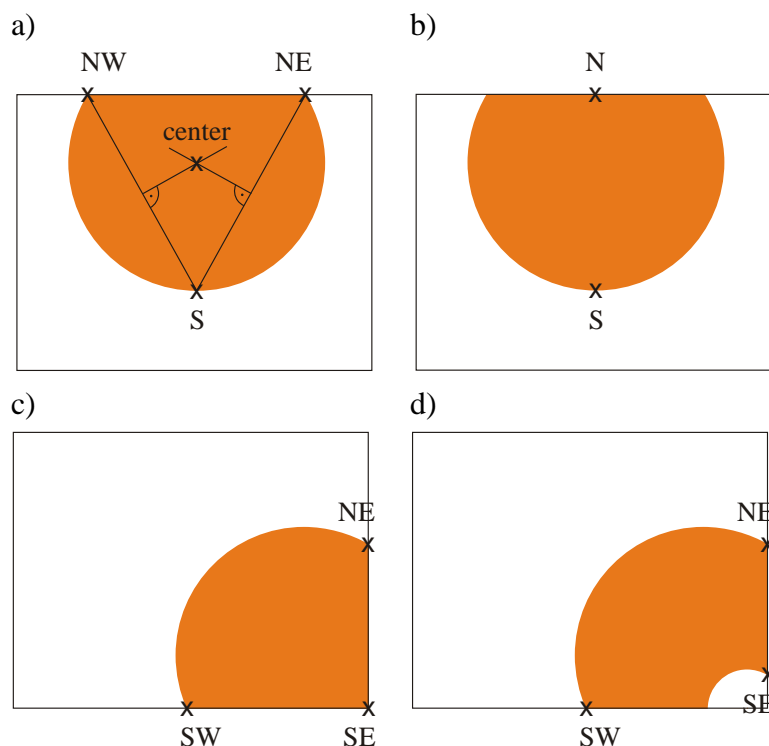 a) b)
NW NE N
center
x x x
x
x x
S S
c) d)
NE NE
x x
x
SE
x x x
SW SE SW